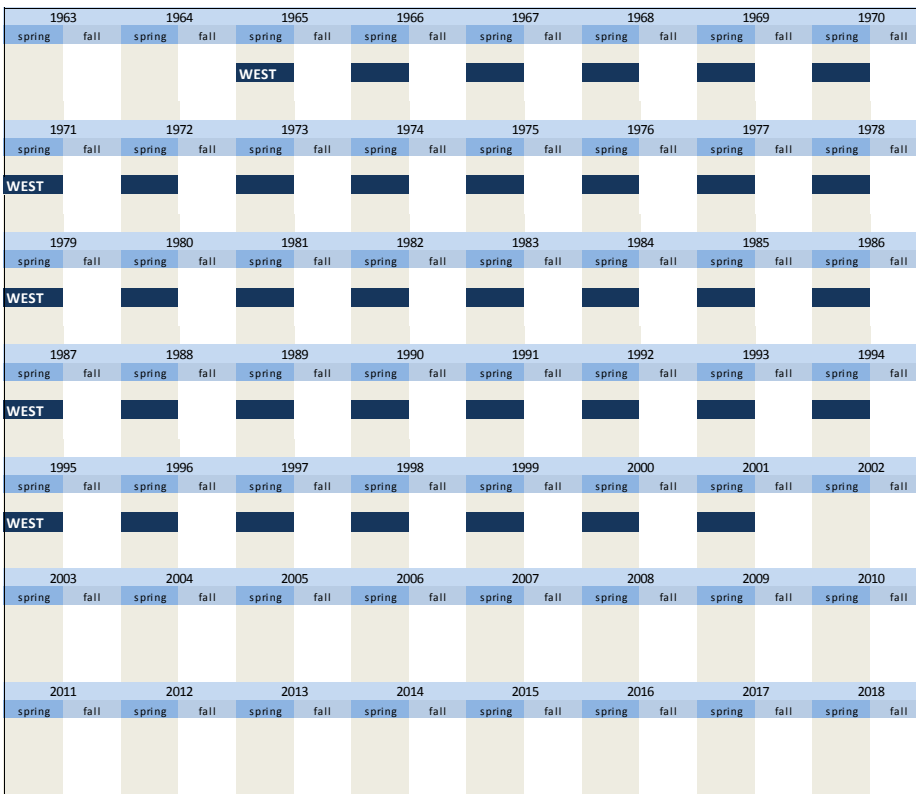 1963 1964 1965 1966 1967 1968 1969 1970
spring fall spring fall spring fall spring fall spring fall spring fall spring fall spring fall
WEST
1971 1972 1973 1974 1975 1976 1977 1978
spring fall spring fall spring fall spring fall spring fall spring fall spring fall spring fall
WEST
1979 1980 1981 1982 1983 1984 1985 1986
spring fall spring fall spring fall spring fall spring fall spring fall spring fall spring fall
WEST
1987 1988 1989 1990 1991 1992 1993 1994
spring fall spring fall spring fall spring fall spring fall spring fall spring fall spring fall
WEST
1995 1996 1997 1998 1999 2000 2001 2002
spring fall spring fall spring fall spring fall spring fall spring fall spring fall spring fall
WEST
2003 2004 2005 2006 2007 2008 2009 2010
spring fall spring fall spring fall spring fall spring fall spring fall spring fall spring fall
2011 2012 2013 2014 2015 2016 2017 2018
spring fall spring fall spring fall spring fall spring fall spring fall spring fall spring fall